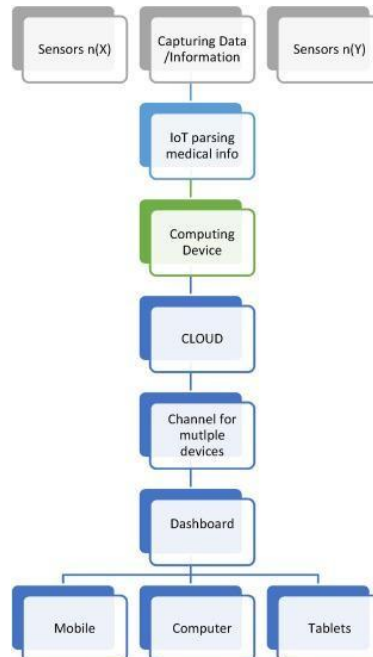 Sensors n(X)
Capturing Data
/Information
Sensors n(Y)
IoT parsing
medical info
Computing
Device
CLOUD
Channel for
mutlple
devices
Dashboard
Mobile
Computer
Tablets